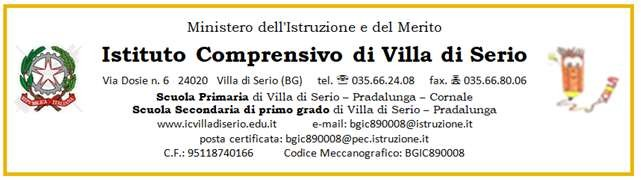 Ministero dell'Istruzione e del Merito
Istituto Comprensivo di Villa di Serio
Via Dosie n. 6 24020 Villa di Serio (BG) tel. ☎ 035.66.24.08 fax. 📠 035.66.80.06
Scuola Primaria di Villa di Serio – Pradalunga – Cornale
Scuola Secondaria di primo grado di Villa di Serio – Pradalunga
www.icvilladiserio.edu.it e-mail: bgic890008@istruzione.it
posta certificata: bgic890008@pec.istruzione.it
C.F.: 95118740166 Codice Meccanografico: BGIC890008